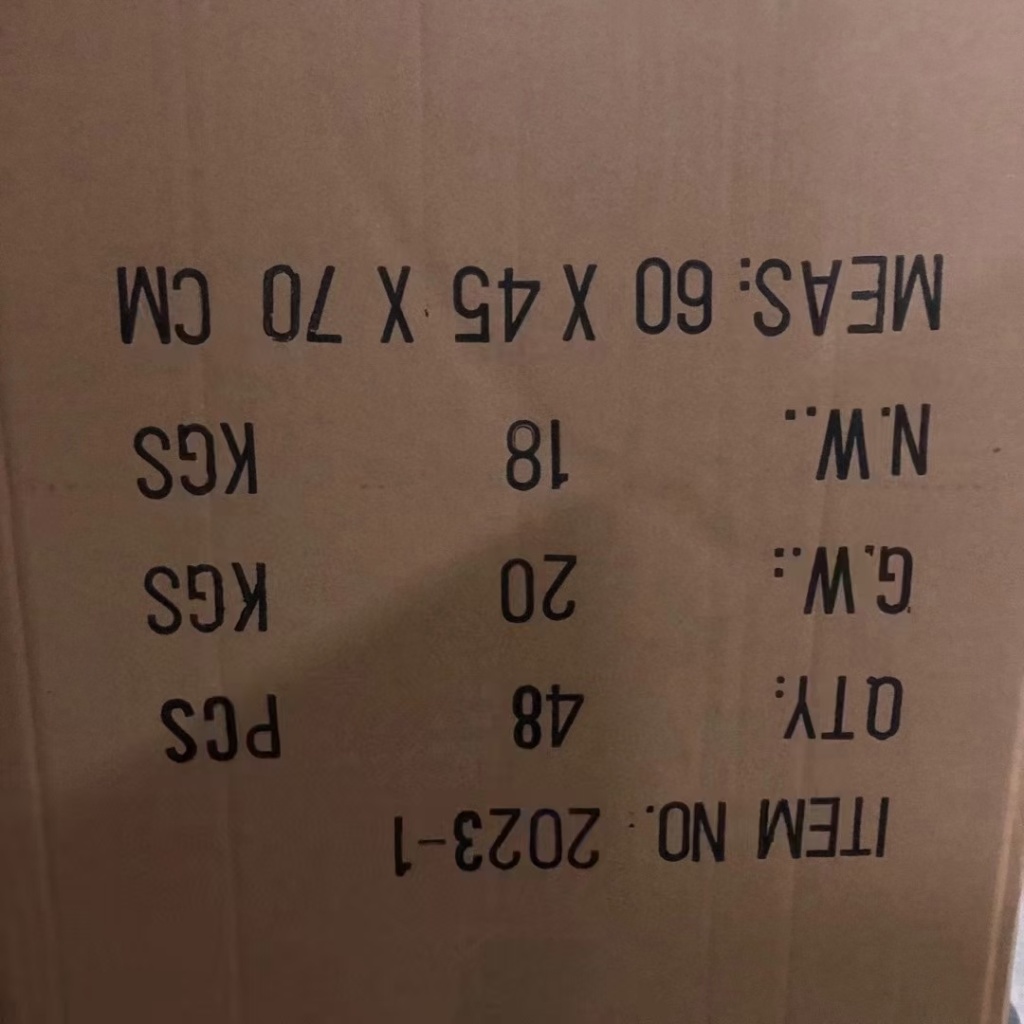 ITEM NO. 2023-1
QTY: 48 PCS
G.W.: 20 KGS
N.W.: 18 KGS
MEAS: 60 X 45 X 70 CM